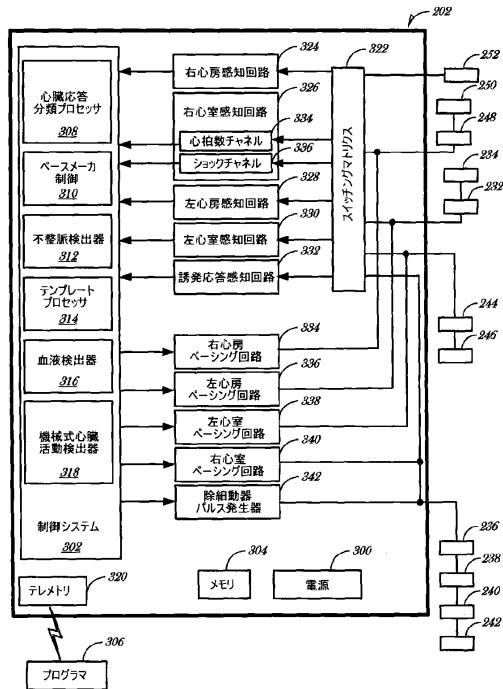 202
心臓応答
分類プロセッサ
308
ペースメーカ
制御
310
不整脈検出器
312
テンプレート
プロセッサ
314
血液検出器
316
機械式心臓
活動検出器
318
制御システム
302
右心房感知回路
324
右心室感知回路
326
心拍数チャネル
334
ショックチャネル
336
左心房感知回路
328
左心室感知回路
330
誘発応答感知回路
332
スイッチングマトリクス
322
右心房
ペーシング回路
334
左心房
ペーシング回路
336
左心室
ペーシング回路
338
右心室
ペーシング回路
340
除細動器
パルス発生器
342
252
250
248
234
232
244
246
236
238
240
242
テレメトリ
320
メモリ
304
電源
300
プログラマ
306